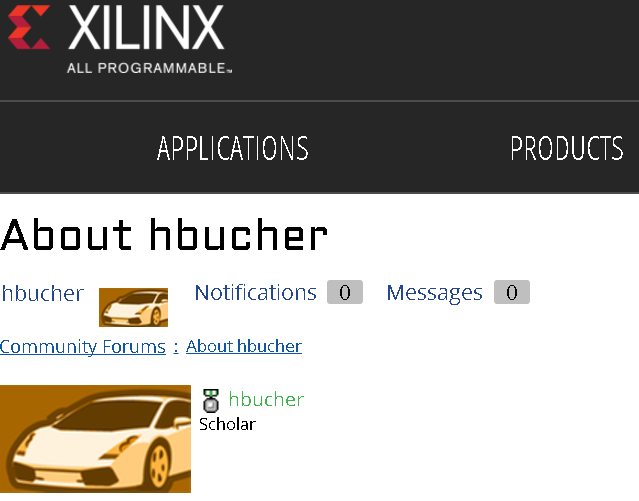 XILINX
ALL PROGRAMMABLE™
APPLICATIONS PRODUCTS
About hbucher
hbucher Notifications 0 Messages 0
Community Forums : About hbucher
hbucher
Scholar